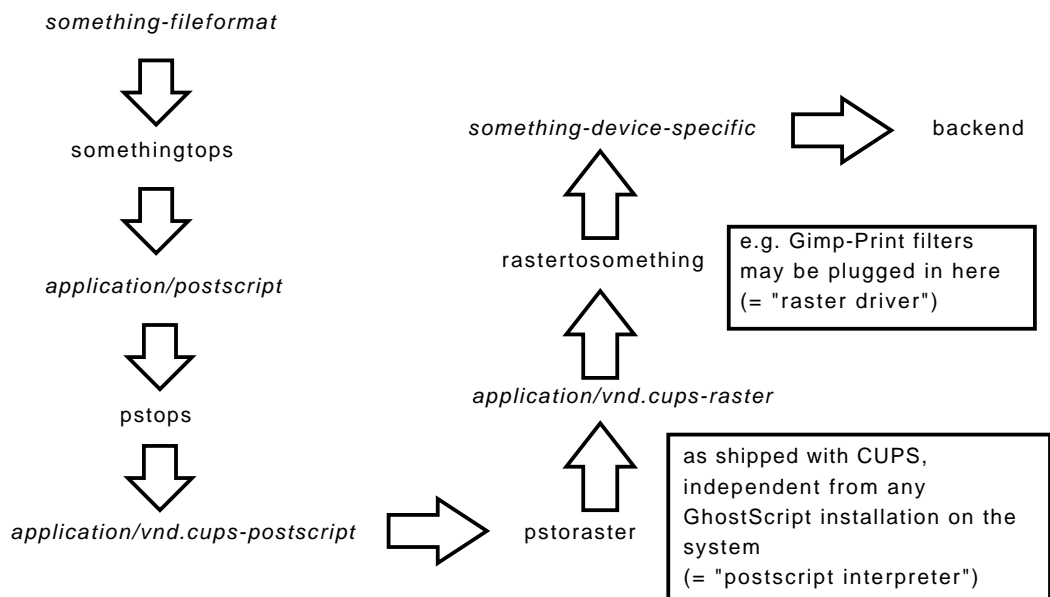 something-fileformat
somethingtops
application/postscript
pstops
application/vnd.cups-postscript
pstoraster
as shipped with CUPS,
independent from any
GhostScript installation on the
system
(= "postscript interpreter")
application/vnd.cups-raster
rastertosomething
e.g. Gimp-Print filters
may be plugged in here
(= "raster driver")
something-device-specific
backend